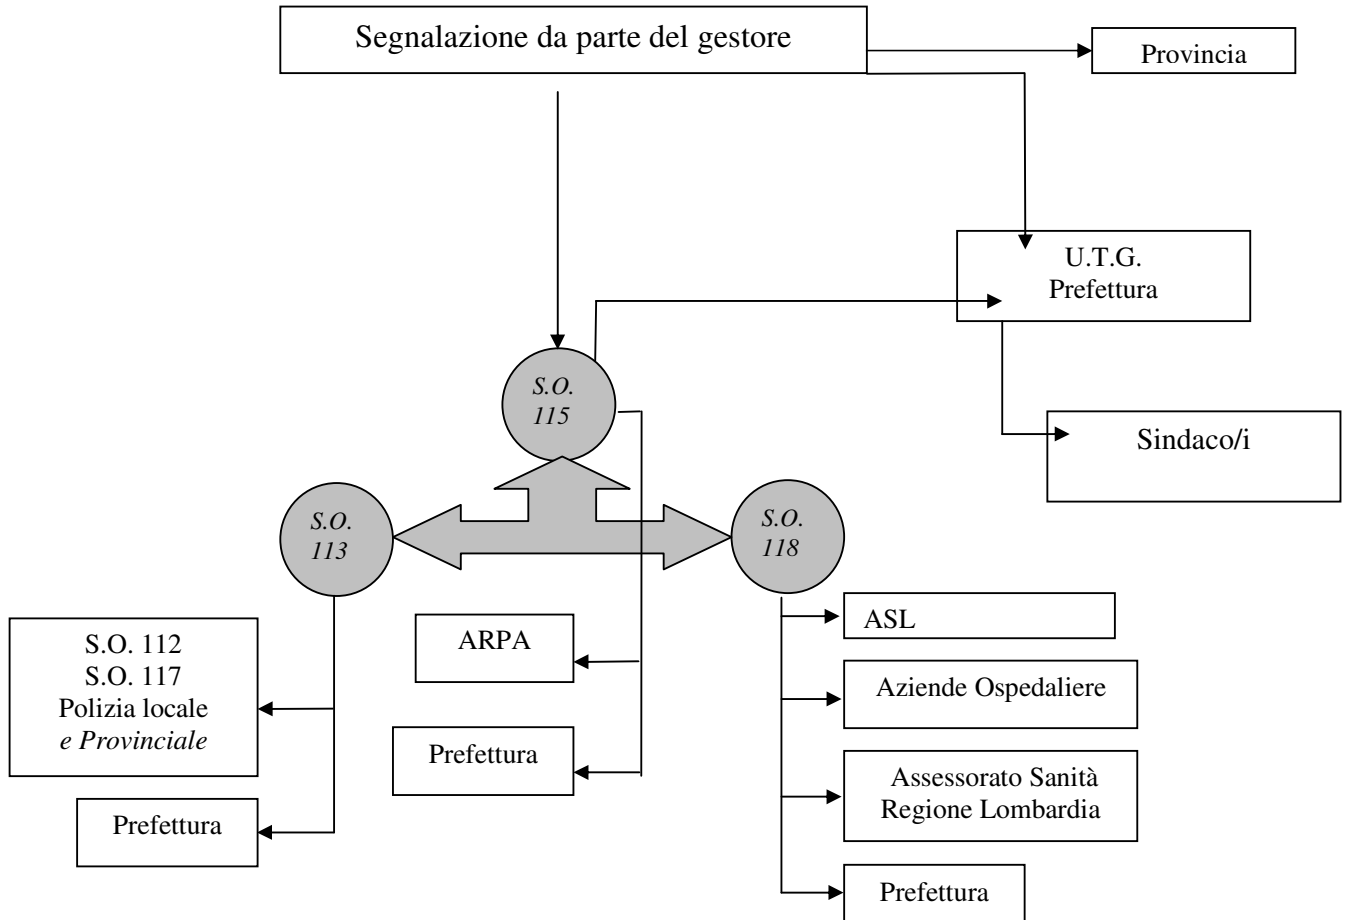 Segnalazione da parte del gestore
Provincia
U.T.G.
Prefettura
S.O.
115
Sindaco/i
S.O.
113
S.O.
118
S.O. 112
S.O. 117
Polizia locale
e Provinciale
Prefettura
ARPA
Prefettura
ASL
Aziende Ospedaliere
Assessorato Sanità
Regione Lombardia
Prefettura